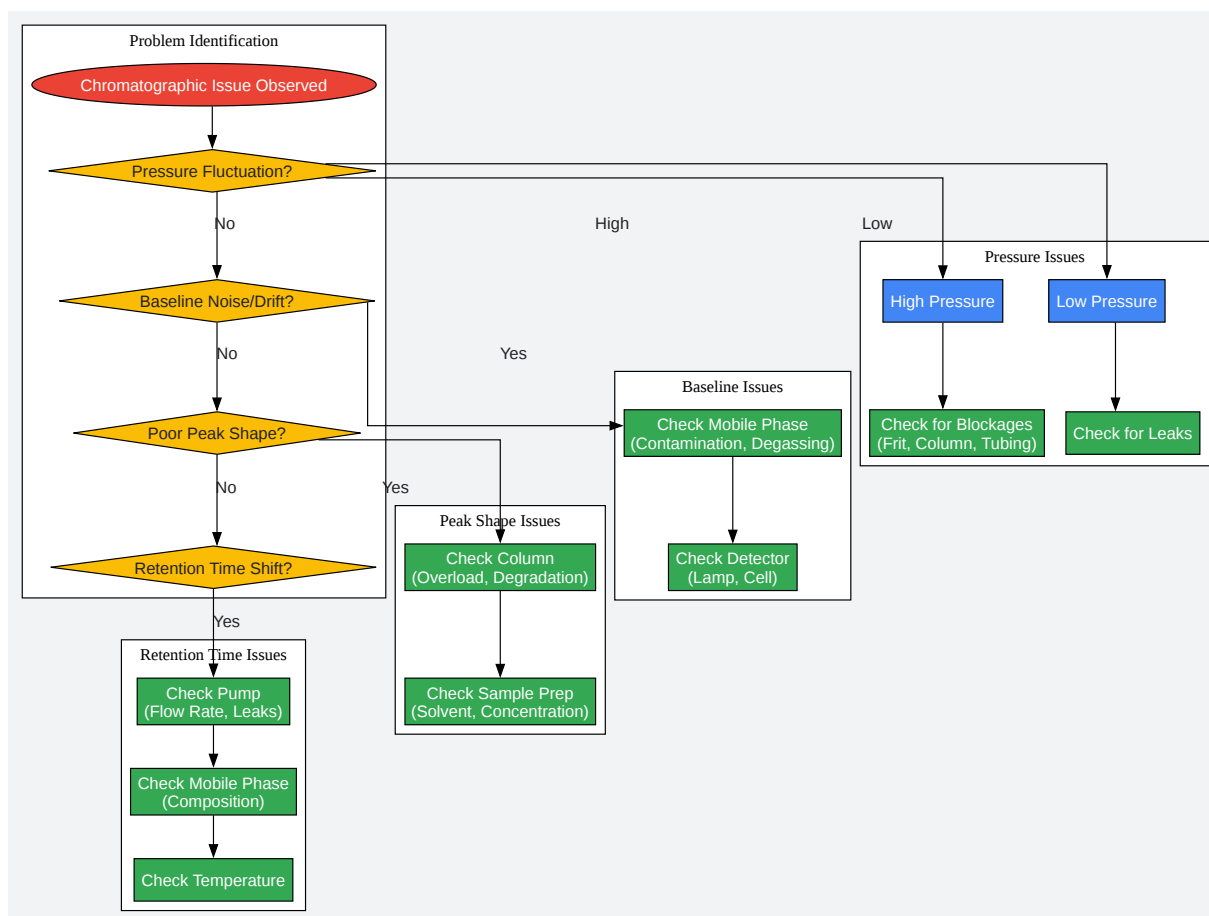 Problem Identification
Chromatographic Issue Observed
Pressure Fluctuation?
No
High
Low
Pressure Issues
High Pressure
Low Pressure
Baseline Noise/Drift?
No
Yes
Baseline Issues
Check Mobile Phase
(Contamination, Degassing)
Check for Blockages
(Frit, Column, Tubing)
Check for Leaks
Poor Peak Shape?
No
Yes
Peak Shape Issues
Check Column
(Overload, Degradation)
Check Detector
(Lamp, Cell)
Retention Time Shift?
Yes
Retention Time Issues
Check Pump
(Flow Rate, Leaks)
Check Sample Prep
(Solvent, Concentration)
Check Mobile Phase
(Composition)
Check Temperature